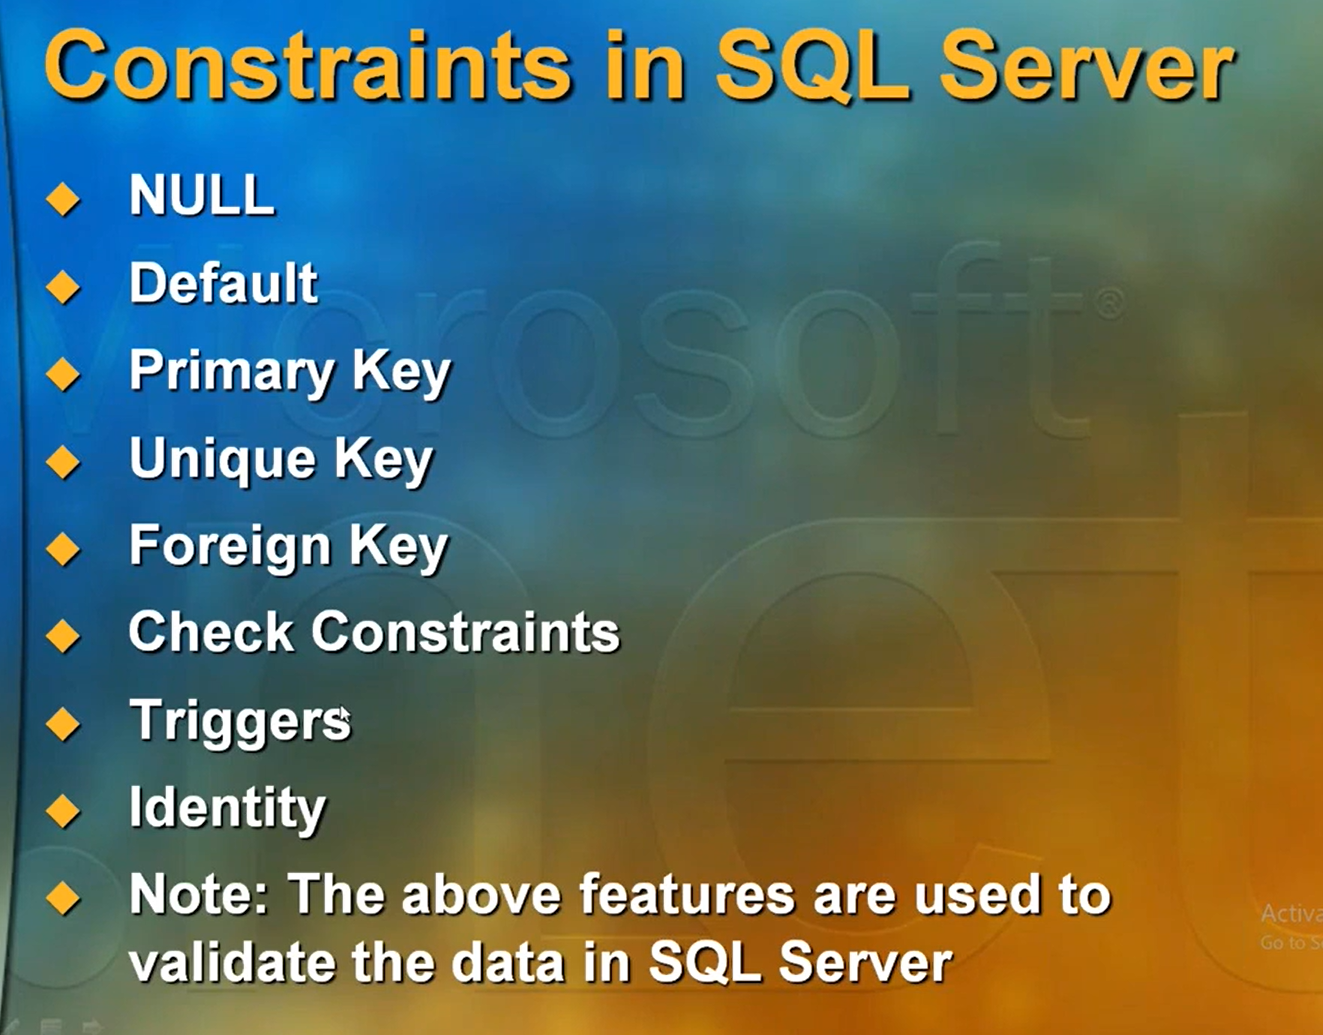 Constraints in SQL Server
NULL
Default
Primary Key
Unique Key
Foreign Key
Check Constraints
Triggers
Identity
Note: The above features are used to
validate the data in SQL Server
Microsoft®
net
Go to